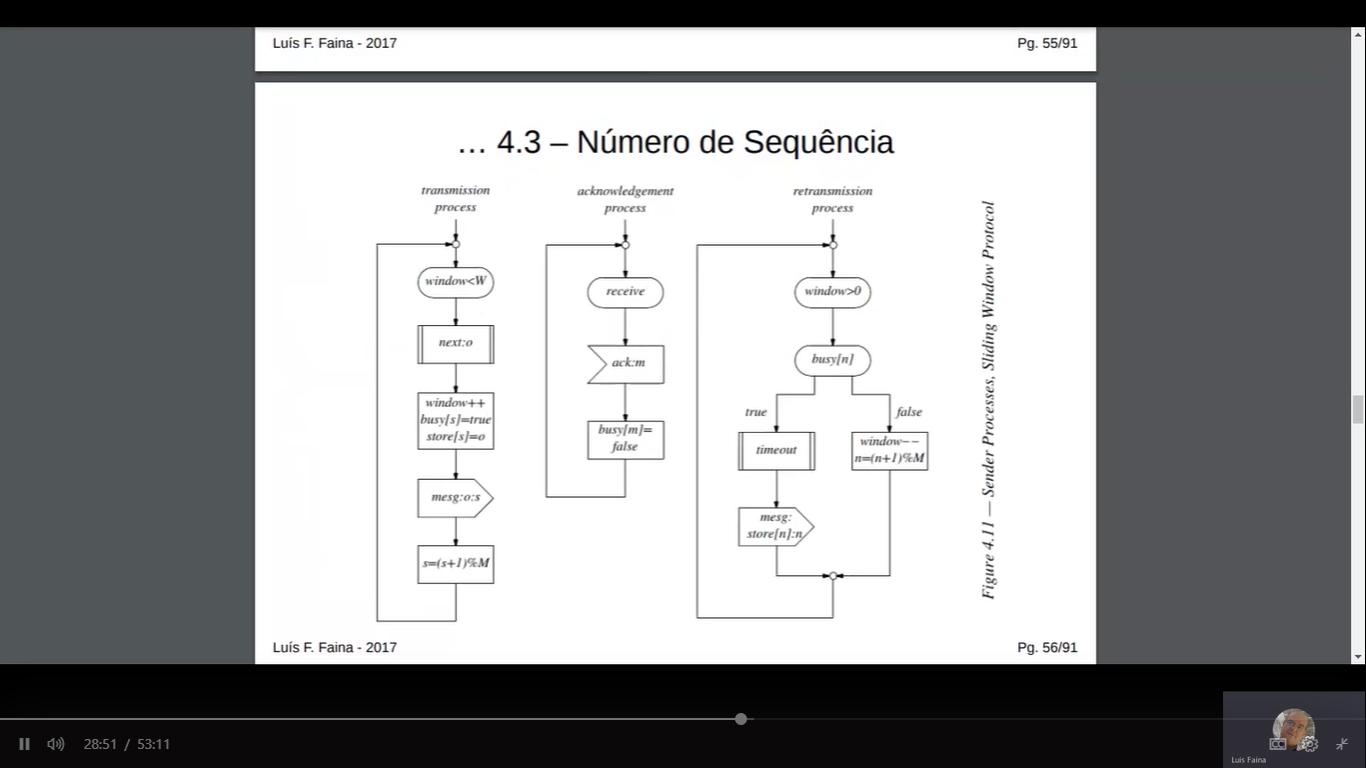 Luís F. Faina - 2017
Pg. 55/91
... 4.3 – Número de Sequência
transmission
process
window<W
next:o
window++
busy[s]=true
store[s]=o
mesg:o:s
s=(s+1)%M
acknowledgement
process
receive
ack:m
busy[m]=
false
retransmission
process
window>0
busy[n]
true
false
timeout
window−−
n=(n+1)%M
mesg:
store[n]:n
Figure 4.11 — Sender Processes, Sliding Window Protocol
Luís F. Faina - 2017
Pg. 56/91
28:51 / 53:11
CC
Luis Faina